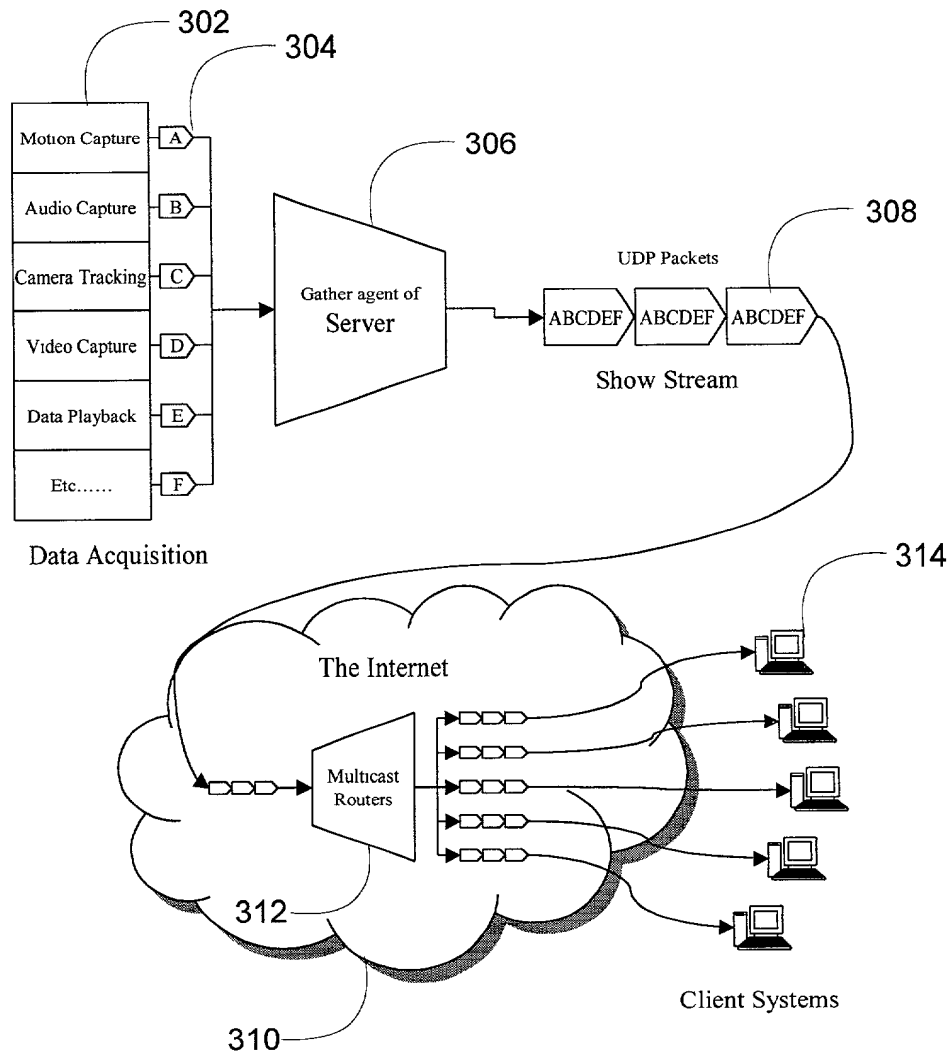 302
304
Motion Capture
A
306
Audio Capture
B
308
UDP Packets
Camera Tracking
C
Gather agent of
Server
ABCDEF
ABCDEF
ABCDEF
Video Capture
D
Show Stream
Data Playback
E
Etc......
F
Data Acquisition
314
The Internet
Multicast
Routers
312
310
Client Systems